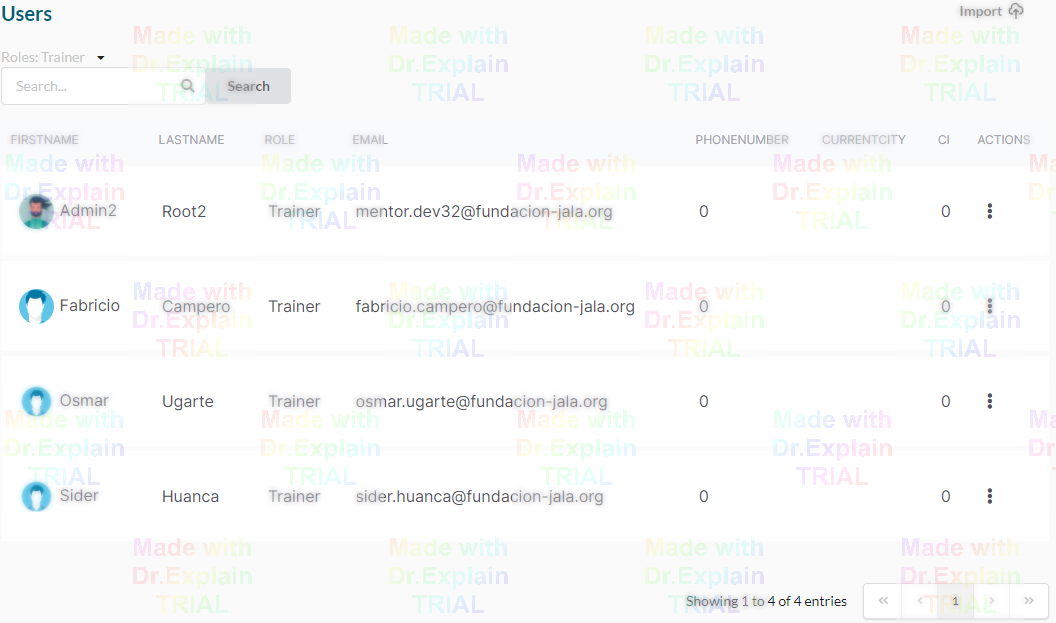 Users
Import
Roles: Trainer
Search...
Search
FIRSTNAME LASTNAME ROLE EMAIL PHONENUMBER CURRENTCITY CI ACTIONS
Admin2 Root2 Trainer mentor.dev32@fundacion-jala.org 0 0
Fabricio Campero Trainer fabricio.campero@fundacion-jala.org 0 0
Osmar Ugarte Trainer osmar.ugarte@fundacion-jala.org 0 0
Sider Huanca Trainer sider.huanca@fundacion-jala.org 0 0
Showing 1 to 4 of 4 entries « ‹ 1 › »
Made with
Dr.Explain
TRIAL